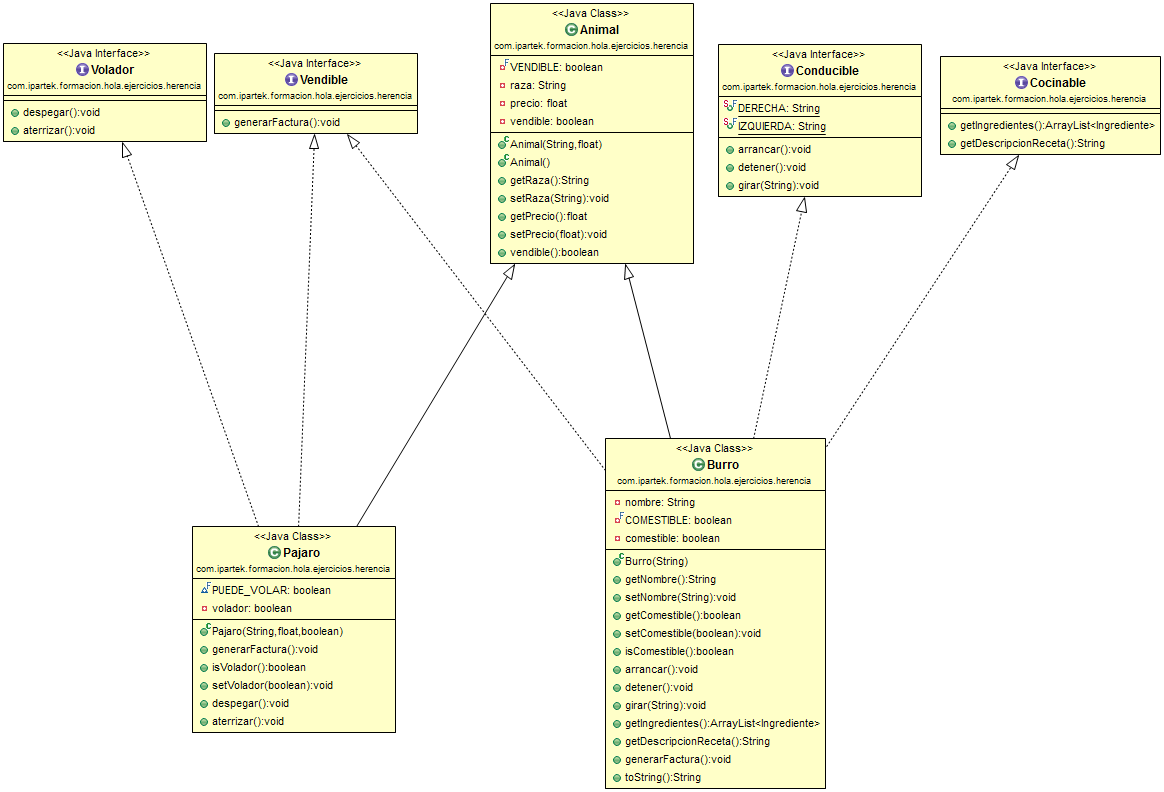 <<Java Interface>>
Volador
com.ipartek.formacion.hola.ejercicios.herencia
despegar():void
aterrizar():void
<<Java Interface>>
Vendible
com.ipartek.formacion.hola.ejercicios.herencia
generarFactura():void
<<Java Class>>
Animal
com.ipartek.formacion.hola.ejercicios.herencia
VENDIBLE: boolean
raza: String
precio: float
vendible: boolean
Animal(String,float)
Animal()
getRaza():String
setRaza(String):void
getPrecio():float
setPrecio(float):void
vendible():boolean
<<Java Interface>>
Conducible
com.ipartek.formacion.hola.ejercicios.herencia
DERECHA: String
IZQUIERDA: String
arrancar():void
detener():void
girar(String):void
<<Java Interface>>
Cocinable
com.ipartek.formacion.hola.ejercicios.herencia
getIngredientes():ArrayList<Ingrediente>
getDescripcionReceta():String
<<Java Class>>
Pajaro
com.ipartek.formacion.hola.ejercicios.herencia
PUEDE_VOLAR: boolean
volador: boolean
Pajaro(String,float,boolean)
generarFactura():void
isVolador():boolean
setVolador(boolean):void
despegar():void
aterrizar():void
<<Java Class>>
Burro
com.ipartek.formacion.hola.ejercicios.herencia
nombre: String
COMESTIBLE: boolean
comestible: boolean
Burro(String)
getNombre():String
setNombre(String):void
getComestible():boolean
setComestible(boolean):void
isComestible():boolean
arrancar():void
detener():void
girar(String):void
getIngredientes():ArrayList<Ingrediente>
getDescripcionReceta():String
generarFactura():void
toString():String